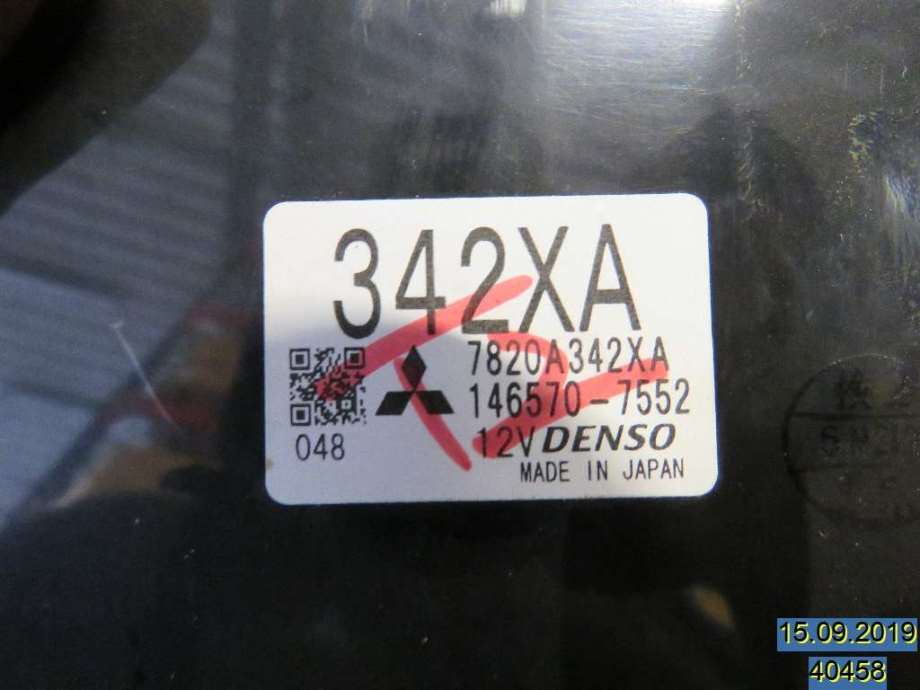 342XA
7820A342XA
146570-7552
048
12V DENSO
MADE IN JAPAN
15.09.2019
40458